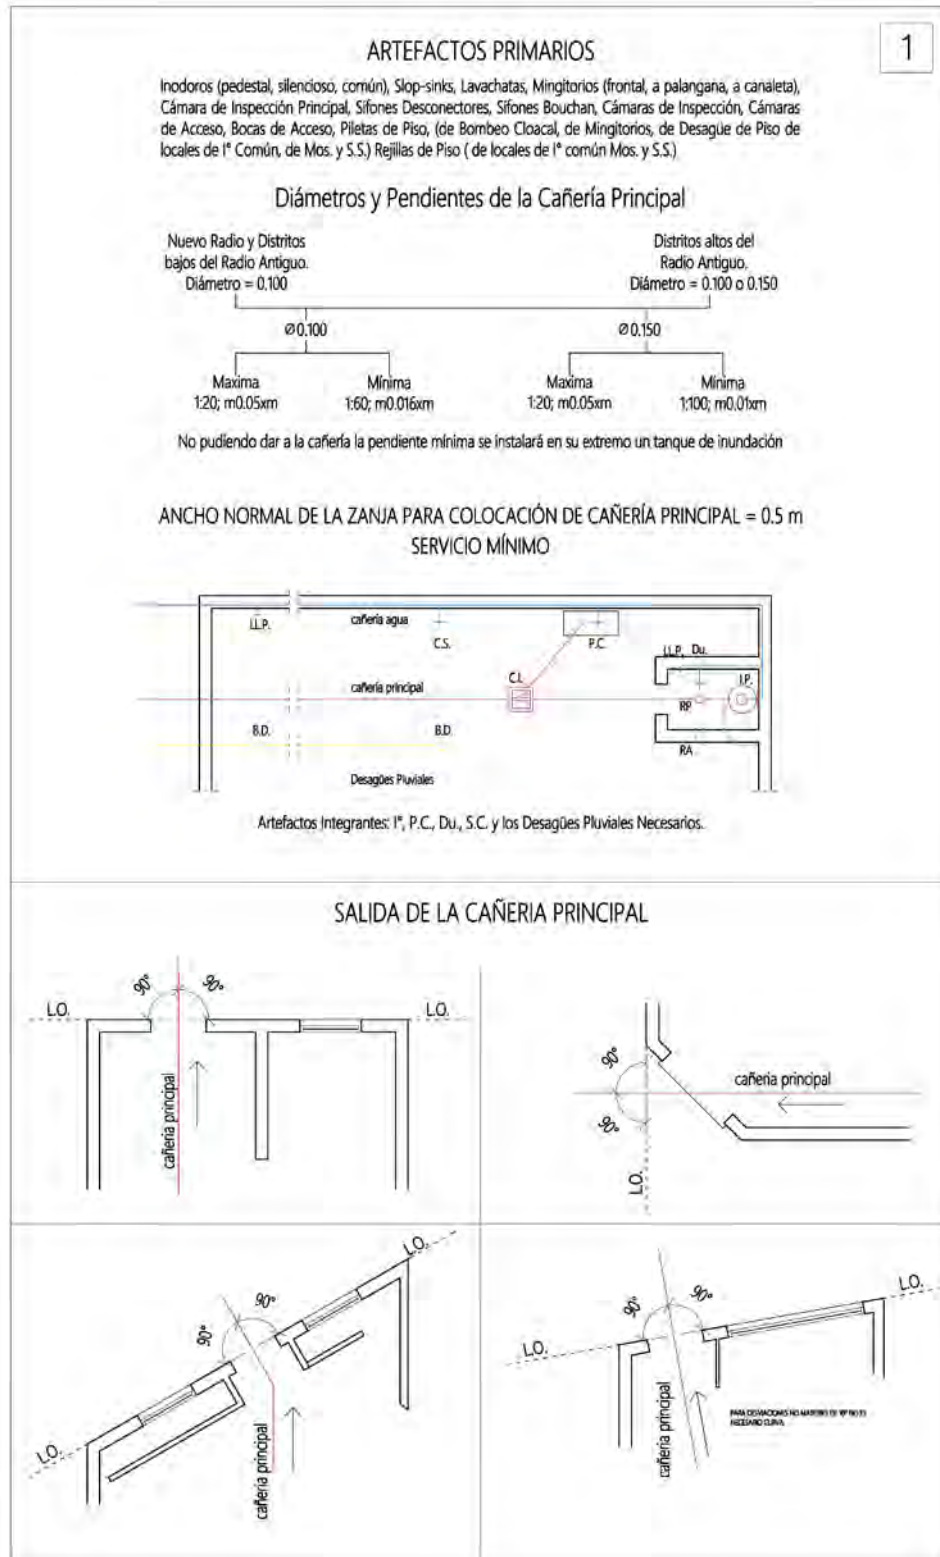 1
ARTEFACTOS PRIMARIOS
Inodoros (pedestal, silencioso, común), Slop-sinks, Lavachatas, Mingitorios (frontal, a palangana, a canaleta),
Cámara de Inspección Principal, Sifones Desconectores, Sifones Bouchan, Cámaras de Inspección, Cámaras
de Acceso, Bocas de Acceso, Piletas de Piso, (de Bombeo Cloacal, de Mingitorios, de Desagüe de Piso de
locales de I° Común, de Mos. y S.S.) Rejillas de Piso ( de locales de I° común Mos. y S.S.)
Diámetros y Pendientes de la Cañería Principal
Nuevo Radio y Distritos
bajos del Radio Antiguo.
Diámetro = 0.100
Distritos altos del
Radio Antiguo.
Diámetro = 0.100 o 0.150
Ø0.100
Ø0.150
Maxima
1:20; m0.05xm
Mínima
1:60; m0.016xm
Maxima
1:20; m0.05xm
Mínima
1:100; m0.01xm
No pudiendo dar a la cañería la pendiente mínima se instalará en su extremo un tanque de inundación
ANCHO NORMAL DE LA ZANJA PARA COLOCACIÓN DE CAÑERÍA PRINCIPAL = 0.5 m
SERVICIO MÍNIMO
LL.P.
cañería agua
C.S.
P.C.
LL.P. Du.
C.I.
I.P.
cañería principal
RP
B.D.
B.D.
RA
Desagües Pluviales
Artefactos Integrantes: I°, P.C., Du., S.C. y los Desagües Pluviales Necesarios.
SALIDA DE LA CAÑERIA PRINCIPAL
L.O.
90°
90°
L.O.
cañeria principal
90°
90°
cañeria principal
L.O.
L.O.
90°
90°
L.O.
cañeria principal
L.O.
90°
90°
L.O.
cañeria principal
NECESARIO CURVA